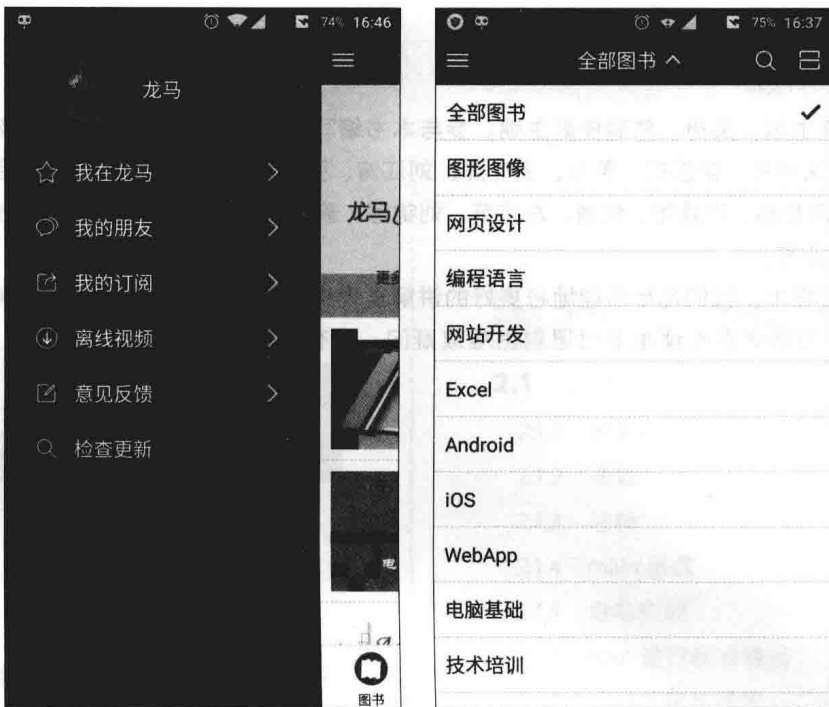 74% 16:46
龙马
我在龙马
我的朋友
我的订阅
离线视频
意见反馈
检查更新
龙马
更多
电
图书
75% 16:37
全部图书
全部图书
图形图像
网页设计
编程语言
网站开发
Excel
Android
iOS
WebApp
电脑基础
技术培训